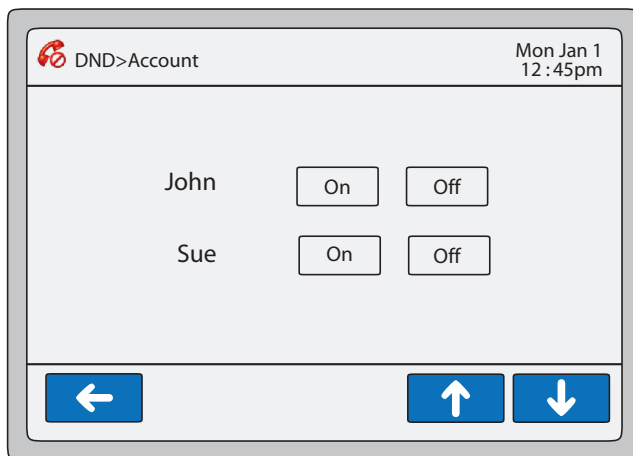 DND>Account
Mon Jan 1
12:45pm
John On Off
Sue On Off